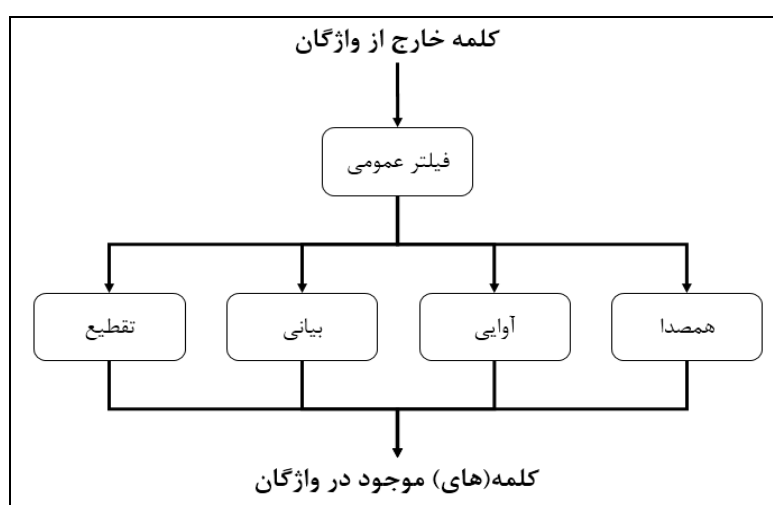 کلمه خارج از واژگان
فیلتر عمومی
همصدا
آوایی
بیانی
تقطیع
کلمه(های) موجود در واژگان